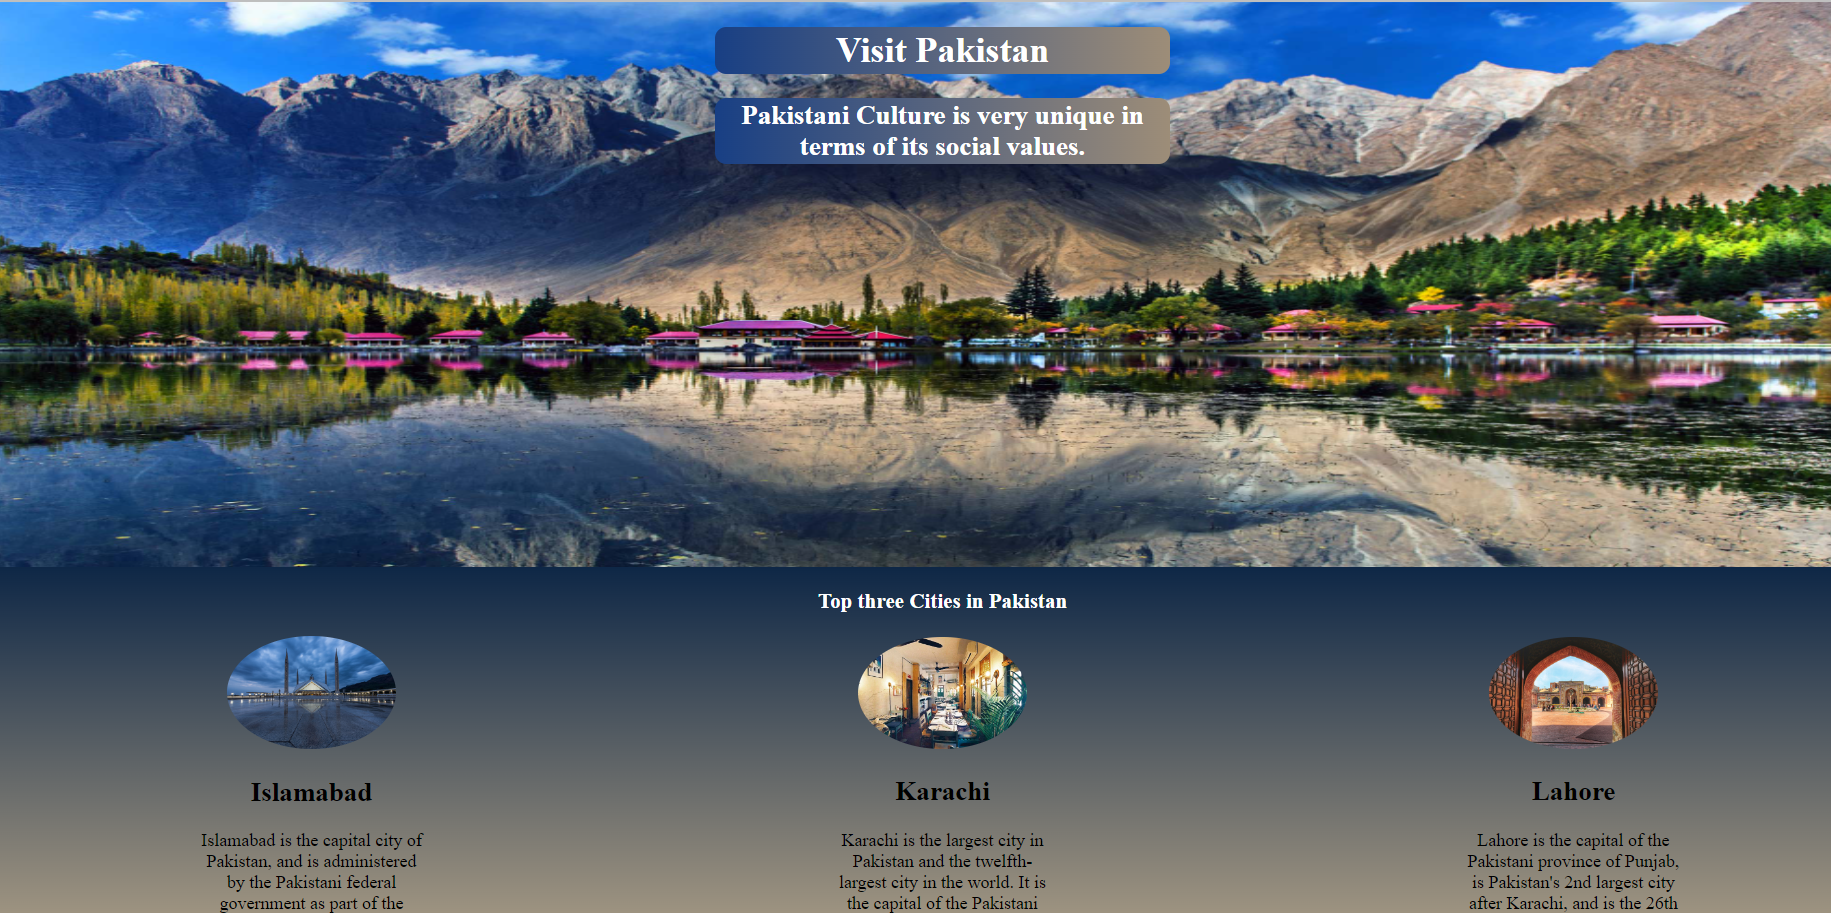 Visit Pakistan
Pakistani Culture is very unique in
terms of its social values.
Top three Cities in Pakistan
Islamabad
Islamabad is the capital city of
Pakistan, and is administered
by the Pakistani federal
government as part of the
Karachi
Karachi is the largest city in
Pakistan and the twelfth-
largest city in the world. It is
the capital of the Pakistani
Lahore
Lahore is the capital of the
Pakistani province of Punjab,
is Pakistan's 2nd largest city
after Karachi, and is the 26th